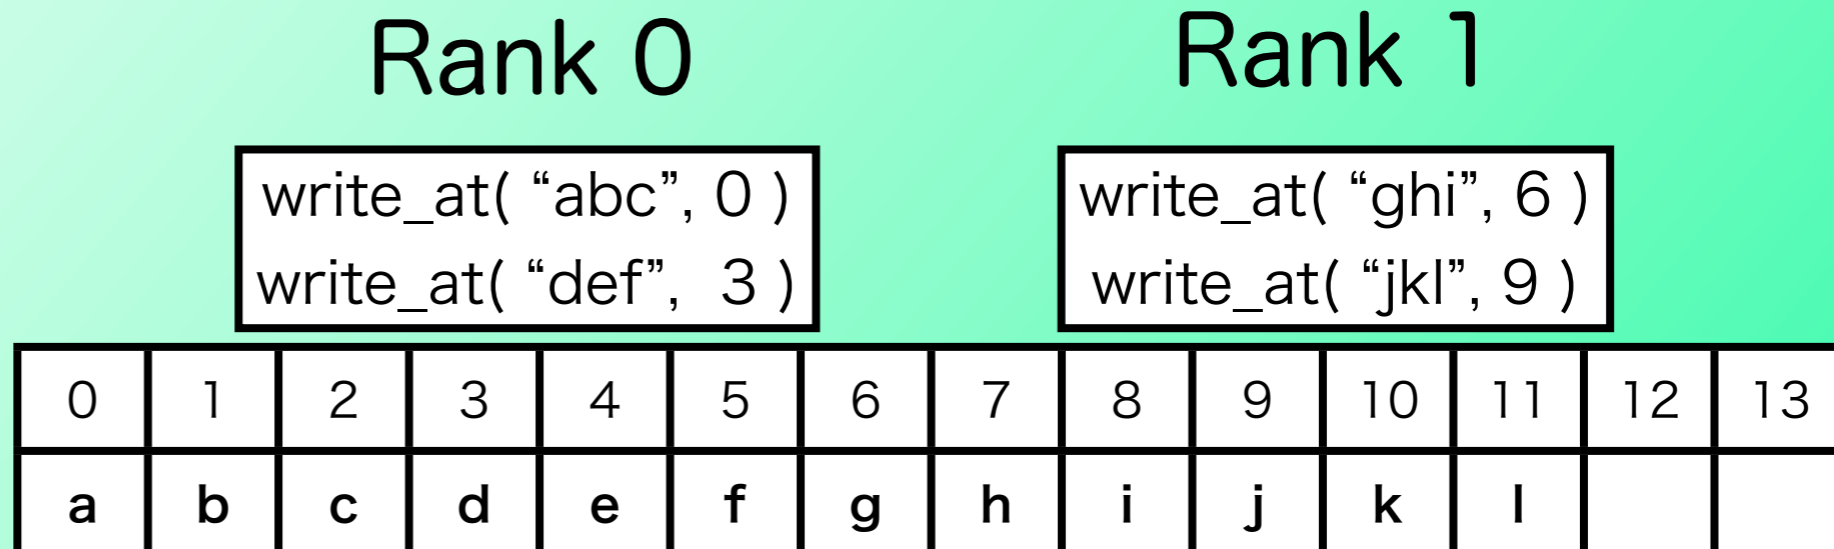 Rank 0
Rank 1
write_at( “abc”, 0 )
write_at( “def”, 3 )
write_at( “ghi”, 6 )
write_at( “jkl”, 9 )
0 1 2 3 4 5 6 7 8 9 10 11 12 13
a b c d e f g h i j k l